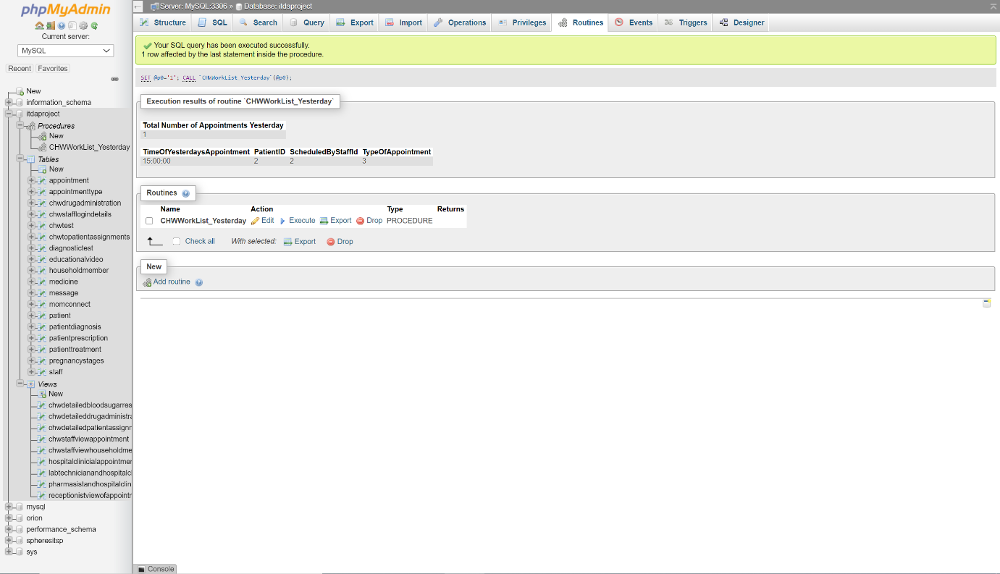 phpMyAdmin
Current server:
MySQL
Recent Favorites
New
information_schema
itdaproject
Procedures
New
CHWWorkList_Yesterday
Tables
New
appointment
appointmenttype
chwdrugadministration
chwstafflogindetails
chwtest
chwtopatientassignments
diagnostictest
educationalvideo
householdmember
medicine
message
momconnect
patient
patientdiagnosis
patientprescription
patienttreatment
pregnancystages
staff
Views
New
chwdetailedbloodsugarres
chwdetaileddrugadministra
chwdetailedpatientassignm
chwstaffviewappointment
chwstaffviewhouseholdme
hospitalclinicialappointmen
labtechnicianandhospitalcl
pharmasistandhospitalclin
receptionistviewofappointm
mysql
orion
performance_schema
spheresitsp
sys
Server: MySQL:3306 » Database: itdaproject
Structure SQL Search Query Export Import Operations Privileges Routines Events Triggers Designer
Your SQL query has been executed successfully.
1 row affected by the last statement inside the procedure.
SET @p0='1'; CALL `CHWWorkList_Yesterday`(@p0);
Execution results of routine `CHWWorkList_Yesterday`
Total Number of Appointments Yesterday
1
TimeOfYesterdaysAppointment PatientID ScheduledByStaffId TypeOfAppointment
15:00:00 2 2 3
Routines
Name Action Type Returns
CHWWorkList_Yesterday Edit Execute Export Drop PROCEDURE
Check all With selected: Export Drop
New
Add routine
Console